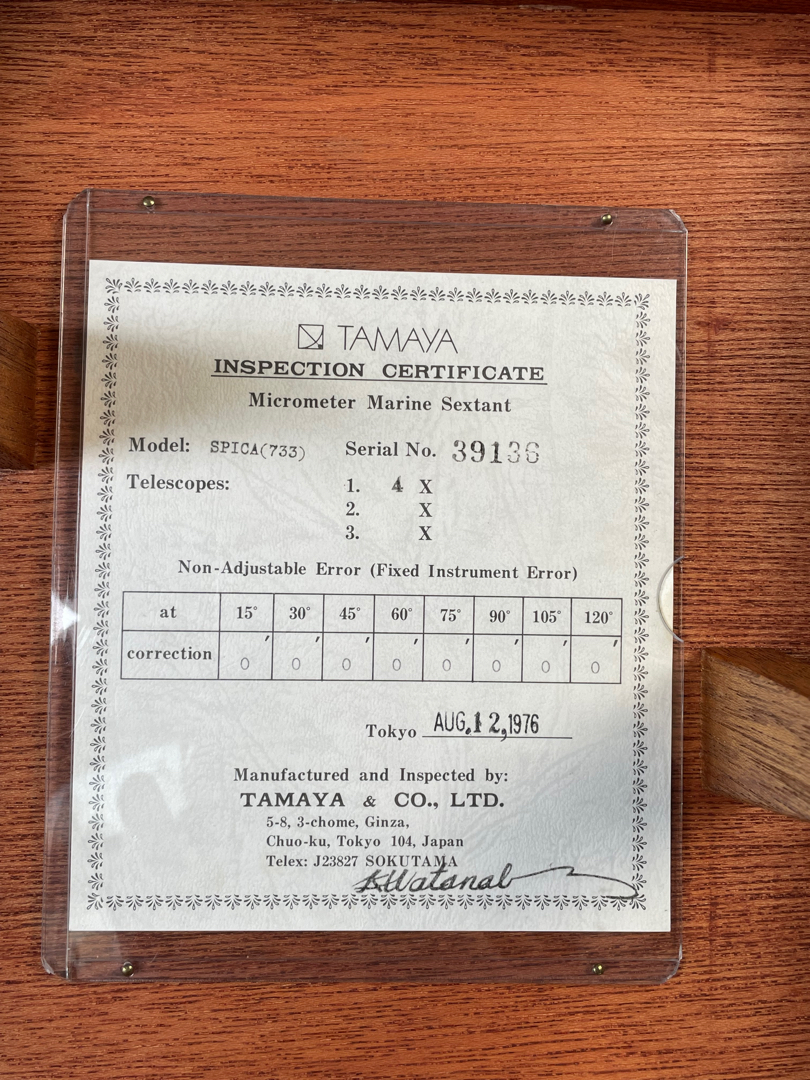 TAMAYA
INSPECTION CERTIFICATE
Micrometer Marine Sextant
Model: SPICA(733) Serial No. 39136
Telescopes: 1. 4 X
2. X
3. X
Non-Adjustable Error (Fixed Instrument Error)
at 15° 30° 45° 60° 75° 90° 105° 120°
correction 0′ 0′ 0′ 0′ 0′ 0′ 0′ 0′
Tokyo AUG. 12, 1976
Manufactured and Inspected by:
TAMAYA & CO., LTD.
5-8, 3-chome, Ginza,
Chuo-ku, Tokyo 104, Japan
Telex: J23827 SOKUTAMA